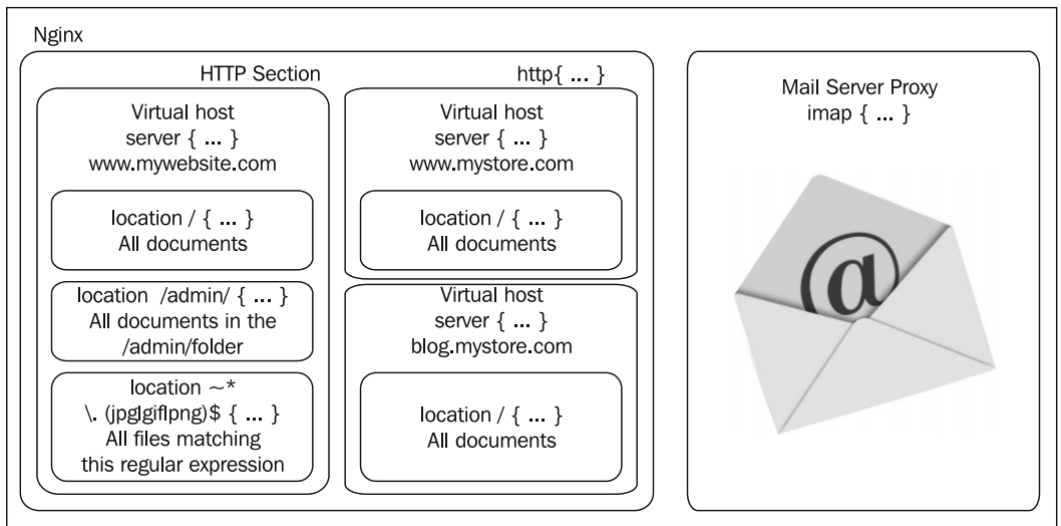 Nginx
HTTP Section
http{ ... }
Virtual host
server { ... }
www.mywebsite.com
location / { ... }
All documents
location /admin/ { ... }
All documents in the
/admin/folder
location ~*
\. (jpg|gif|png)$ { ... }
All files matching
this regular expression
Virtual host
server { ... }
www.mystore.com
location / { ... }
All documents
Virtual host
server { ... }
blog.mystore.com
location / { ... }
All documents
Mail Server Proxy
imap { ... }
@